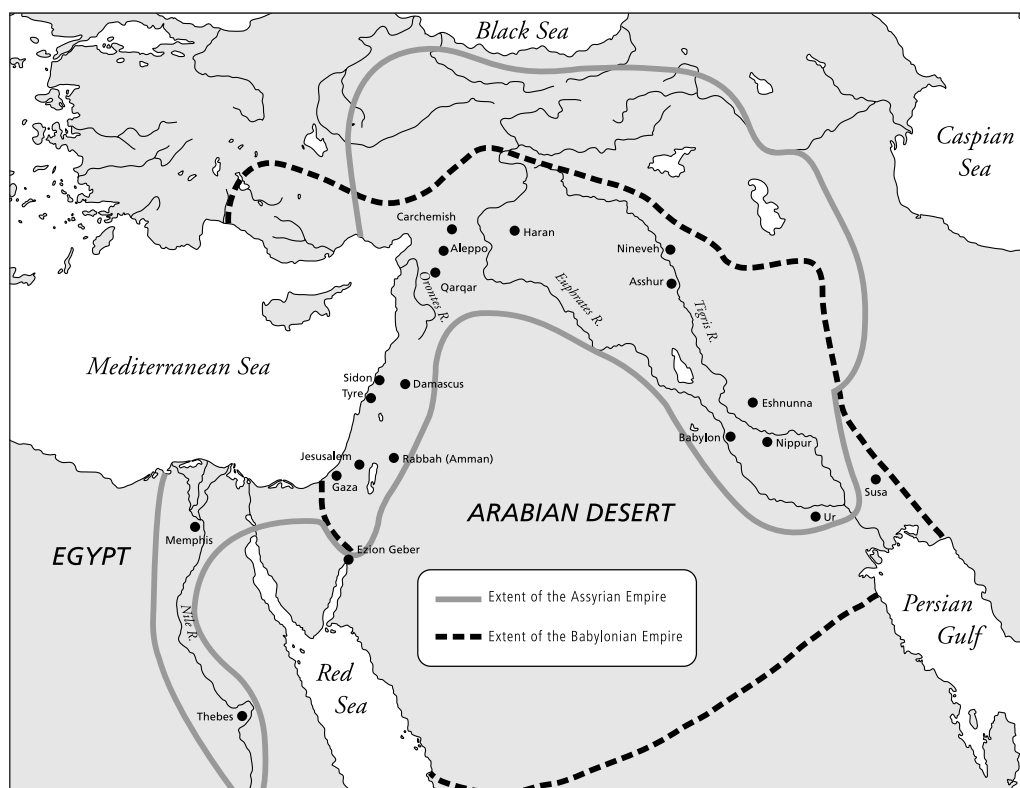 Black Sea
Caspian
Sea
Carchemish
Haran
Aleppo
Nineveh
Qarqar
Asshur
Orontes R.
Euphrates R.
Tigris R.
Mediterranean Sea
Sidon
Damascus
Tyre
Eshnunna
Babylon
Nippur
Jesusalem
Rabbah (Amman)
Gaza
Susa
ARABIAN DESERT
Ur
Memphis
EGYPT
Ezion Geber
Nile R.
Extent of the Assyrian Empire
Extent of the Babylonian Empire
Persian
Gulf
Red
Sea
Thebes